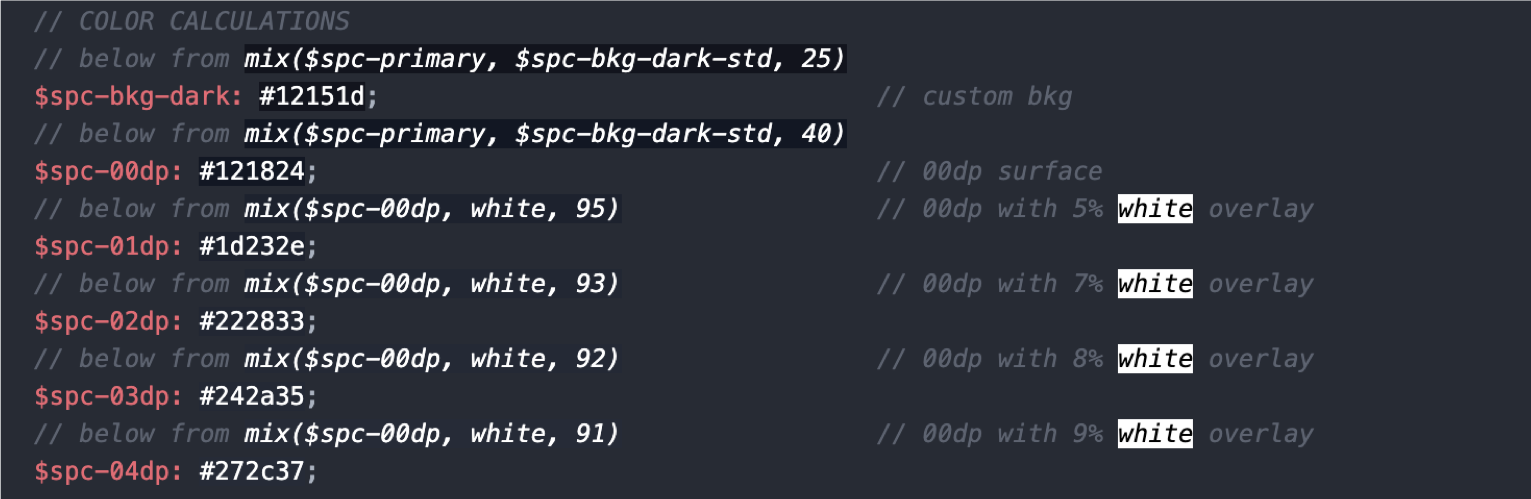 // COLOR CALCULATIONS
// below from mix($spc-primary, $spc-bkg-dark-std, 25)
$spc-bkg-dark: #12151d; // custom bkg
// below from mix($spc-primary, $spc-bkg-dark-std, 40)
$spc-00dp: #121824; // 00dp surface
// below from mix($spc-00dp, white, 95) // 00dp with 5% white overlay
$spc-01dp: #1d232e;
// below from mix($spc-00dp, white, 93) // 00dp with 7% white overlay
$spc-02dp: #222833;
// below from mix($spc-00dp, white, 92) // 00dp with 8% white overlay
$spc-03dp: #242a35;
// below from mix($spc-00dp, white, 91) // 00dp with 9% white overlay
$spc-04dp: #272c37;